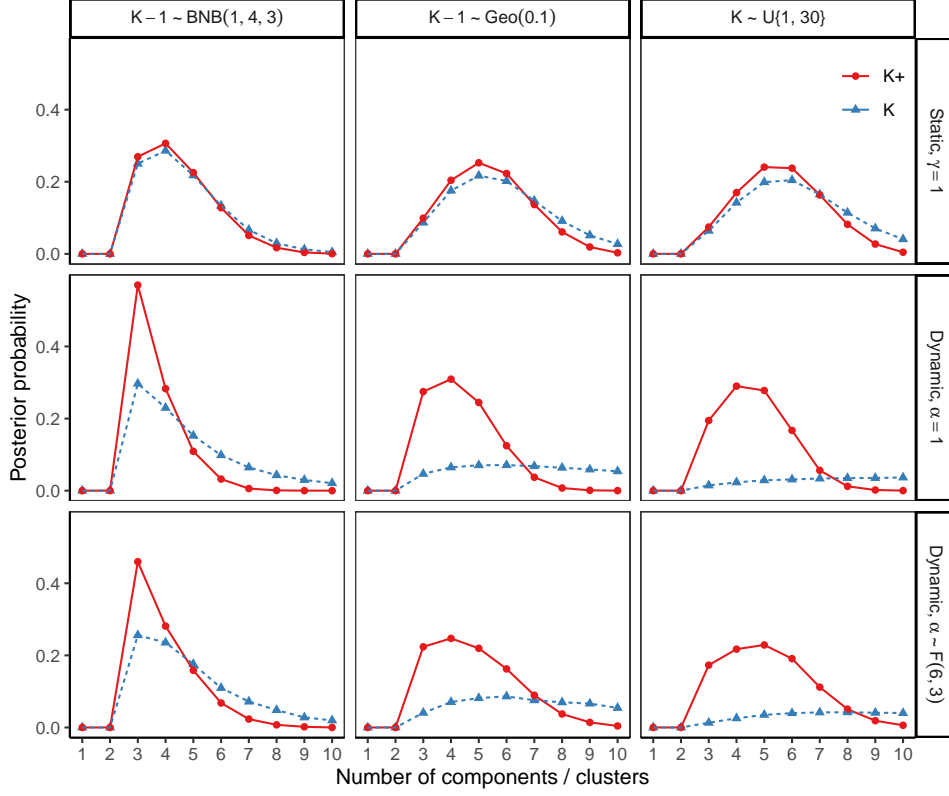 K − 1 ~ BNB(1, 4, 3)
K − 1 ~ Geo(0.1)
K ~ U{1, 30}
K+
K
Static, γ = 1
Dynamic, α = 1
Dynamic, α ~ F(6, 3)
Posterior probability
0.4
0.2
0.0
0.4
0.2
0.0
0.4
0.2
0.0
1 2 3 4 5 6 7 8 9 10
1 2 3 4 5 6 7 8 9 10
1 2 3 4 5 6 7 8 9 10
Number of components / clusters